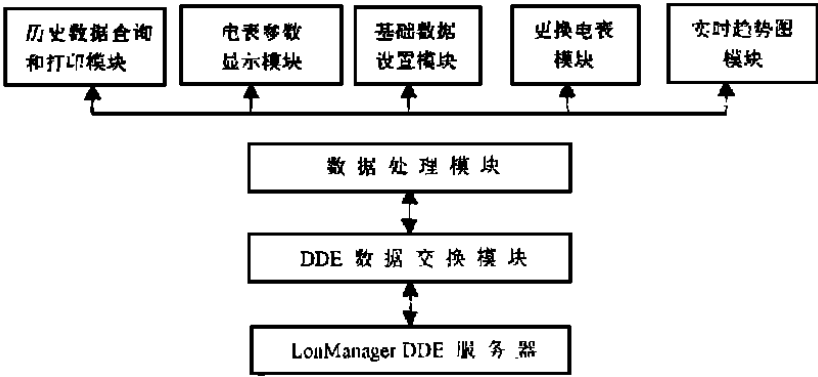 历史数据查询
和打印模块
电表参数
显示模块
基础数据
设置模块
更换电表
模块
实时趋势图
模块
数据处理模块
DDE 数据交换模块
LonManager DDE 服务器